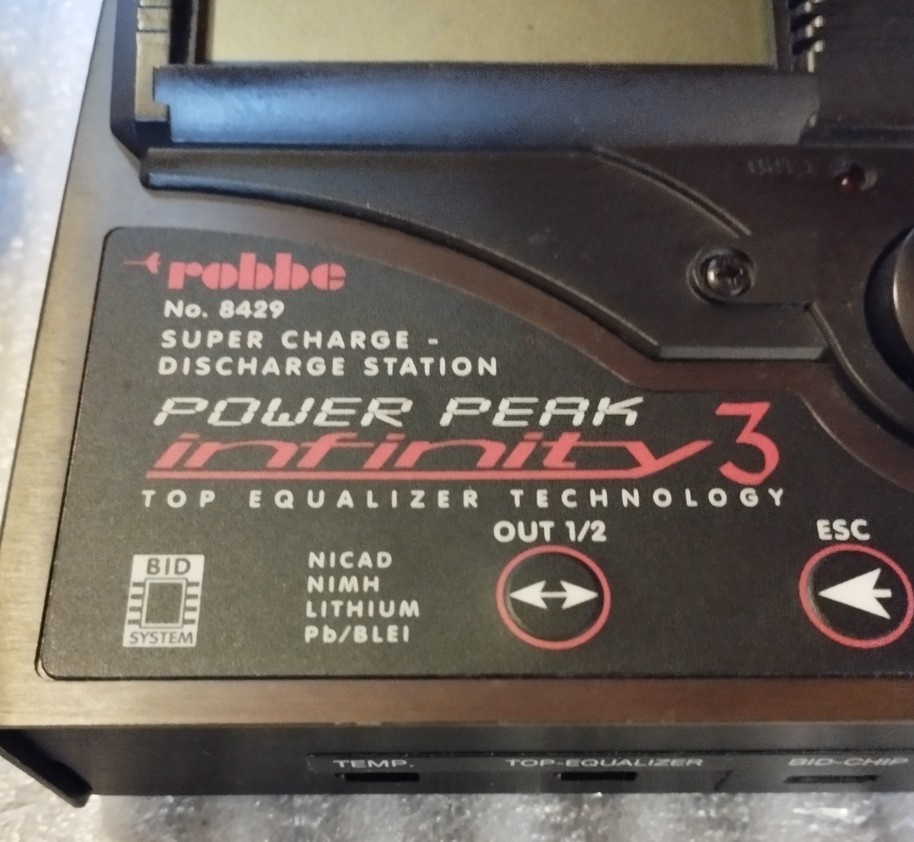 robbe
No. 8429
SUPER CHARGE -
DISCHARGE STATION
POWER PEAK
infinity 3
TOP EQUALIZER TECHNOLOGY
OUT 1/2
ESC
BID
SYSTEM
NICAD
NIMH
LITHIUM
Pb/BLEI
TEMP.
TOP-EQUALIZER
BID-CHIP